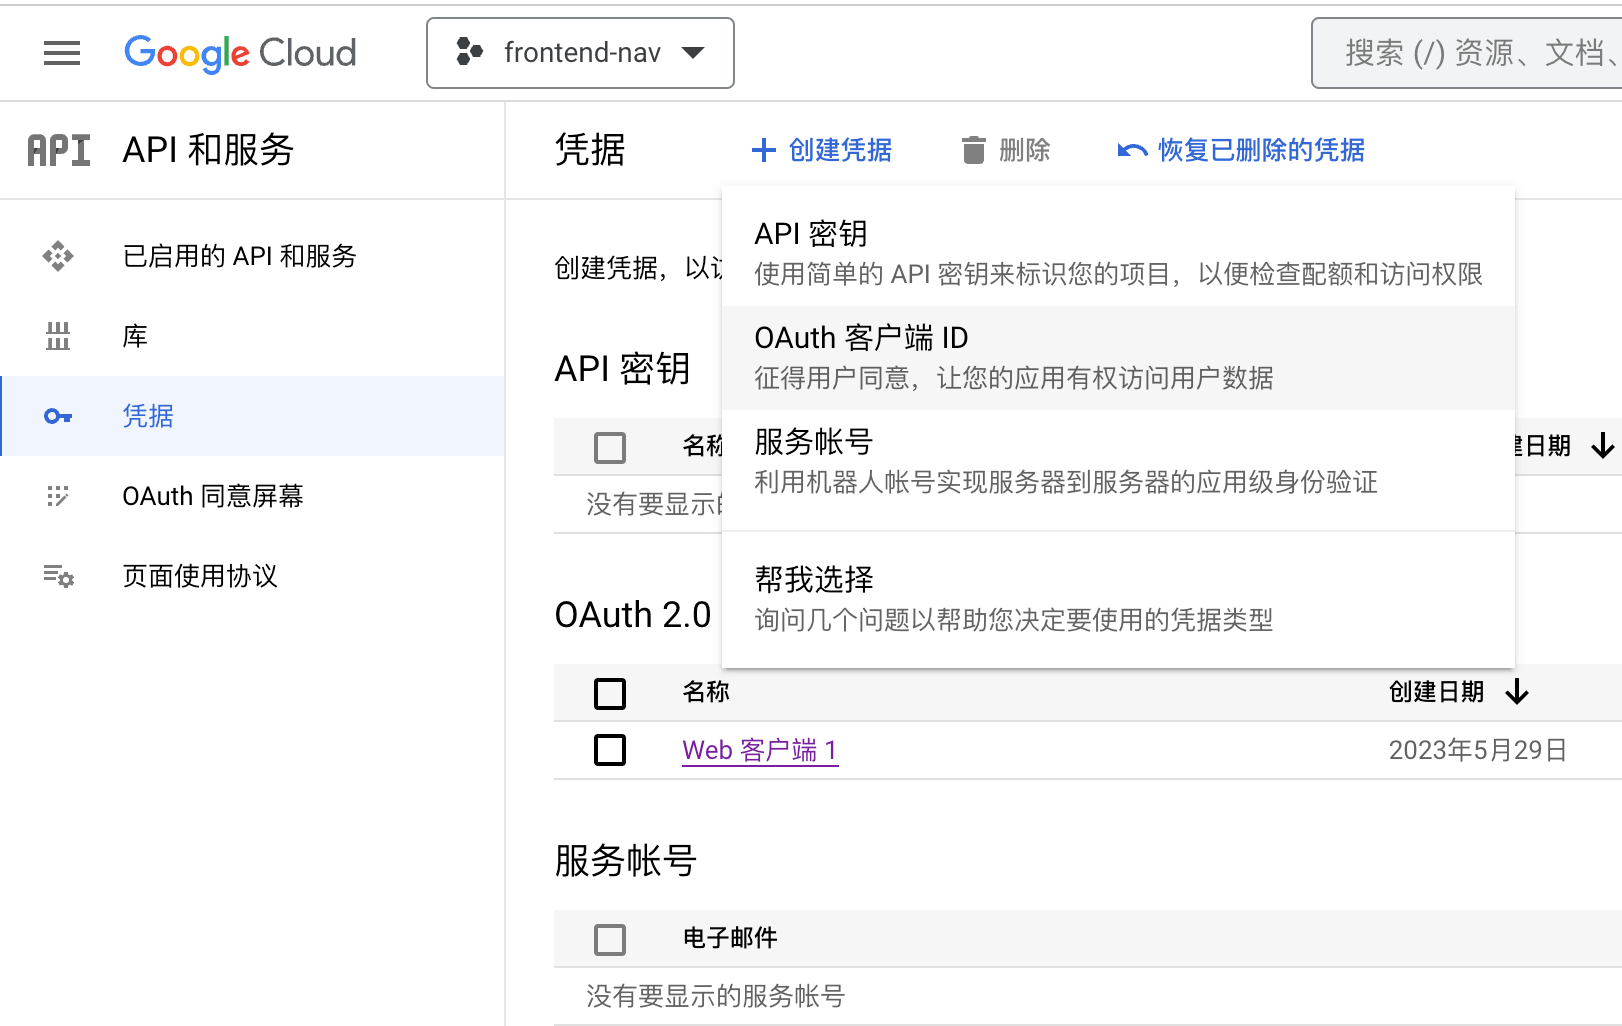 Google Cloud
frontend-nav
搜索 (/) 资源、文档、
API
API 和服务
凭据
创建凭据
删除
恢复已删除的凭据
已启用的 API 和服务
库
凭据
OAuth 同意屏幕
页面使用协议
创建凭据，以
API 密钥
使用简单的 API 密钥来标识您的项目，以便检查配额和访问权限
OAuth 客户端 ID
征得用户同意，让您的应用有权访问用户数据
服务帐号
利用机器人帐号实现服务器到服务器的应用级身份验证
帮我选择
询问几个问题以帮助您决定要使用的凭据类型
API 密钥
名称
建日期
没有要显示的
OAuth 2.0
名称
创建日期
Web 客户端 1
2023年5月29日
服务帐号
电子邮件
没有要显示的服务帐号